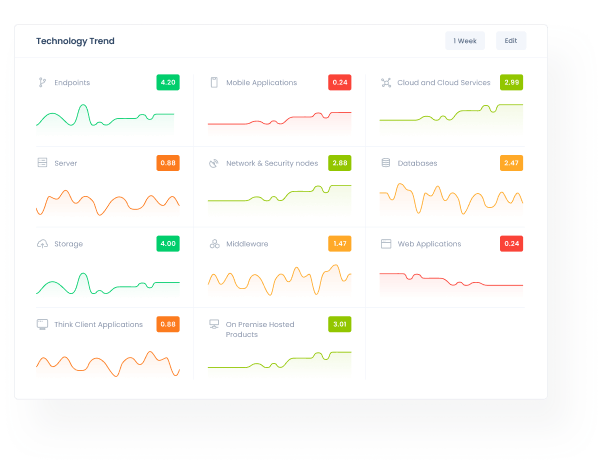 Technology Trend
1 Week
Edit
Endpoints
4.20
Mobile Applications
0.24
Cloud and Cloud Services
2.99
Server
0.88
Network & Security nodes
2.88
Databases
2.47
Storage
4.00
Middleware
1.47
Web Applications
0.24
Think Client Applications
0.88
On Premise Hosted
Products
3.01